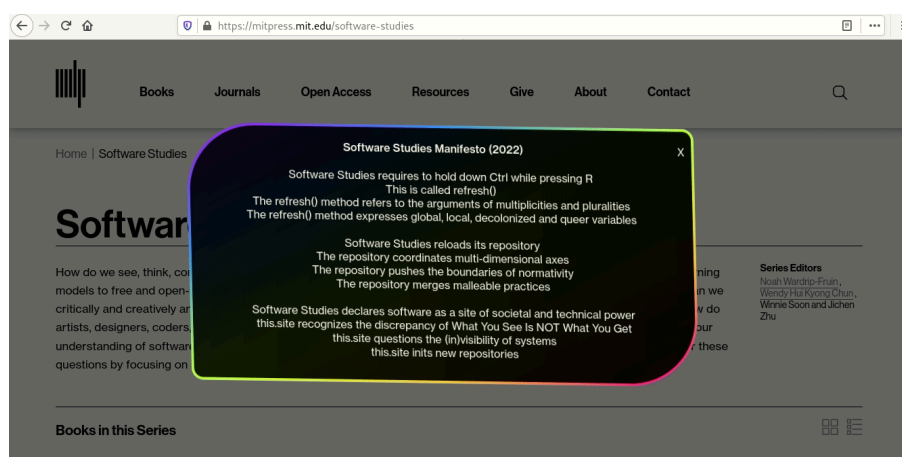 https://mitpress.mit.edu/software-studies
Books Journals Open Access Resources Give About Contact
Home | Software Studies
Software Studies Manifesto (2022) X
Software Studies requires to hold down Ctrl while pressing R
This is called refresh()
The refresh() method refers to the arguments of multiplicities and pluralities
The refresh() method expresses global, local, decolonized and queer variables
Software Studies reloads its repository
The repository coordinates multi-dimensional axes
The repository pushes the boundaries of normativity
The repository merges malleable practices
Software Studies declares software as a site of societal and technical power
this.site recognizes the discrepancy of What You See Is NOT What You Get
this.site questions the (in)visibility of systems
this.site inits new repositories
Softwar
How do we see, think,
models to free and open-
critically and creatively
artists, designers, coders,
understanding of software
questions by focusing on
an we
w do
our
r these
Series Editors
Noah Wardrip-Fruin,
Wendy Hui Kyong Chun,
Winnie Soon and Jichen
Zhu
Books in this Series